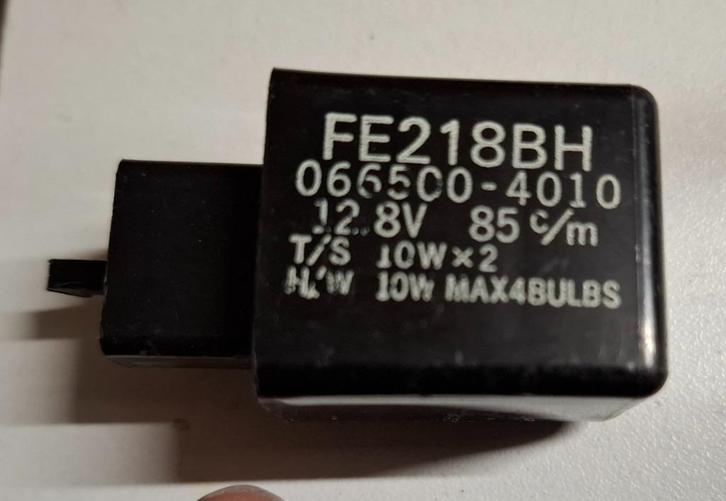 FE218BH
066500-4010
12.8V 85 c/m
T/S 10W×2
H/W 10W MAX4BULBS